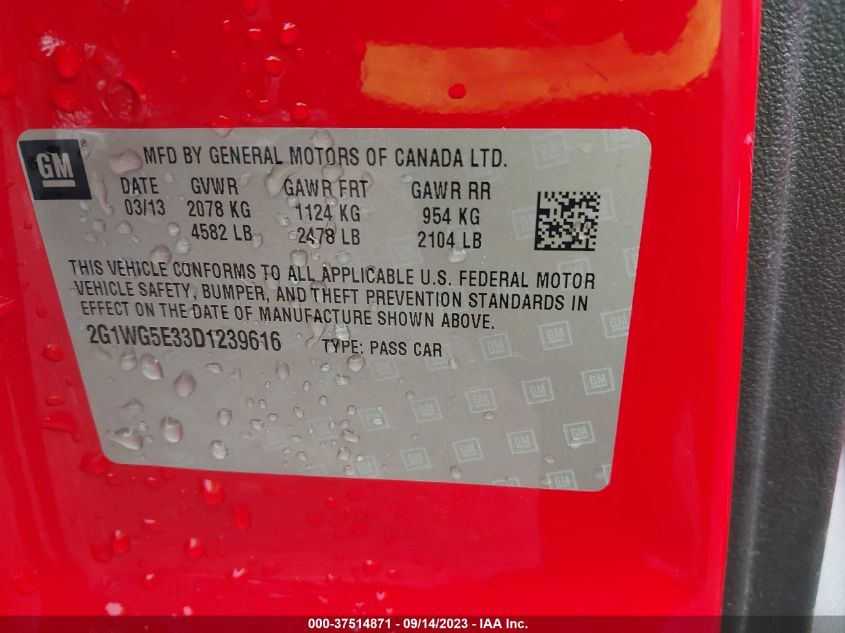 GM ®
MFD BY GENERAL MOTORS OF CANADA LTD.
DATE GVWR GAWR FRT GAWR RR
03/13 2078 KG 1124 KG 954 KG
4582 LB 2478 LB 2104 LB
THIS VEHICLE CONFORMS TO ALL APPLICABLE U.S. FEDERAL MOTOR
VEHICLE SAFETY, BUMPER, AND THEFT PREVENTION STANDARDS IN
EFFECT ON THE DATE OF MANUFACTURE SHOWN ABOVE.
2G1WG5E33D1239616 TYPE: PASS CAR
000-37514871 - 09/14/2023 - © IAA Inc.